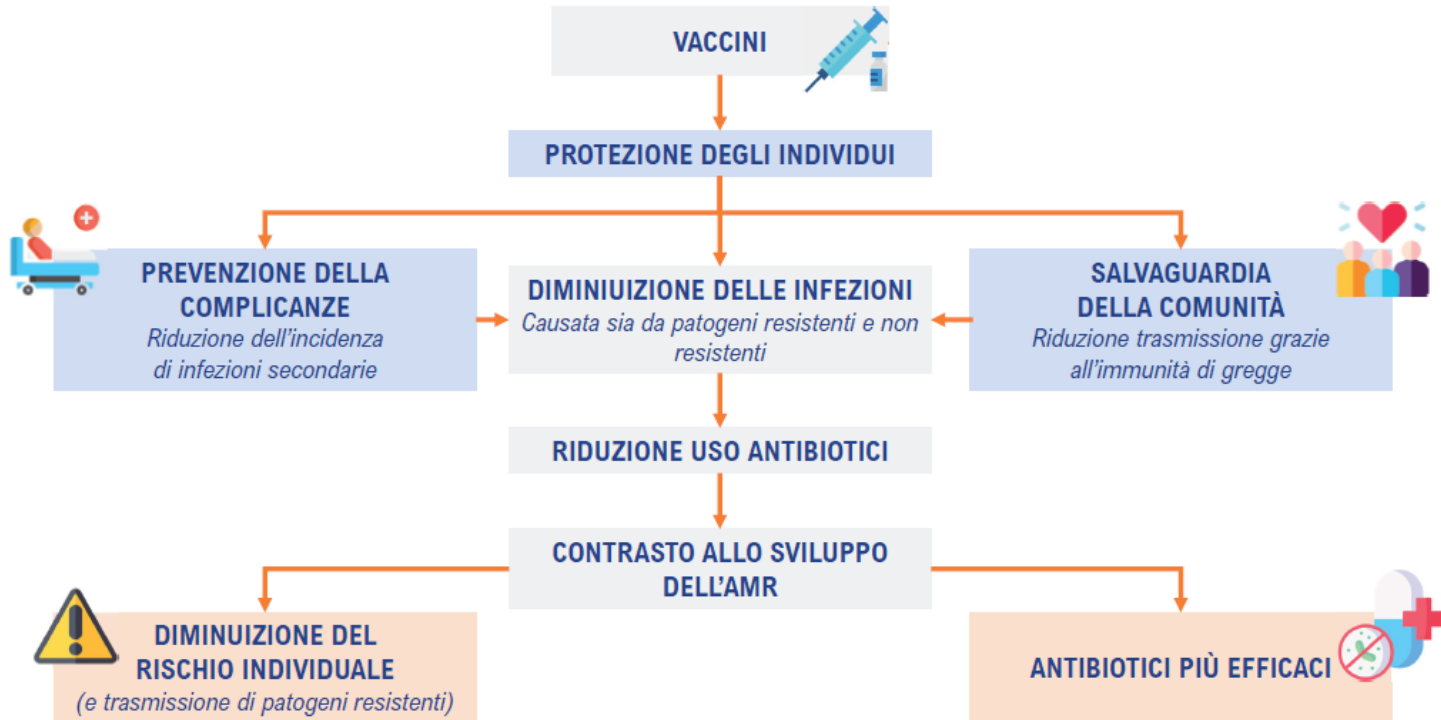 VACCINI
PROTEZIONE DEGLI INDIVIDUI
PREVENZIONE DELLA
COMPLICANZE
Riduzione dell'incidenza
di infezioni secondarie
DIMINIUIZIONE DELLE INFEZIONI
Causata sia da patogeni resistenti e non
resistenti
SALVAGUARDIA
DELLA COMUNITÀ
Riduzione trasmissione grazie
all'immunità di gregge
RIDUZIONE USO ANTIBIOTICI
CONTRASTO ALLO SVILUPPO
DELL'AMR
DIMINUIZIONE DEL
RISCHIO INDIVIDUALE
(e trasmissione di patogeni resistenti)
ANTIBIOTICI PIÙ EFFICACI